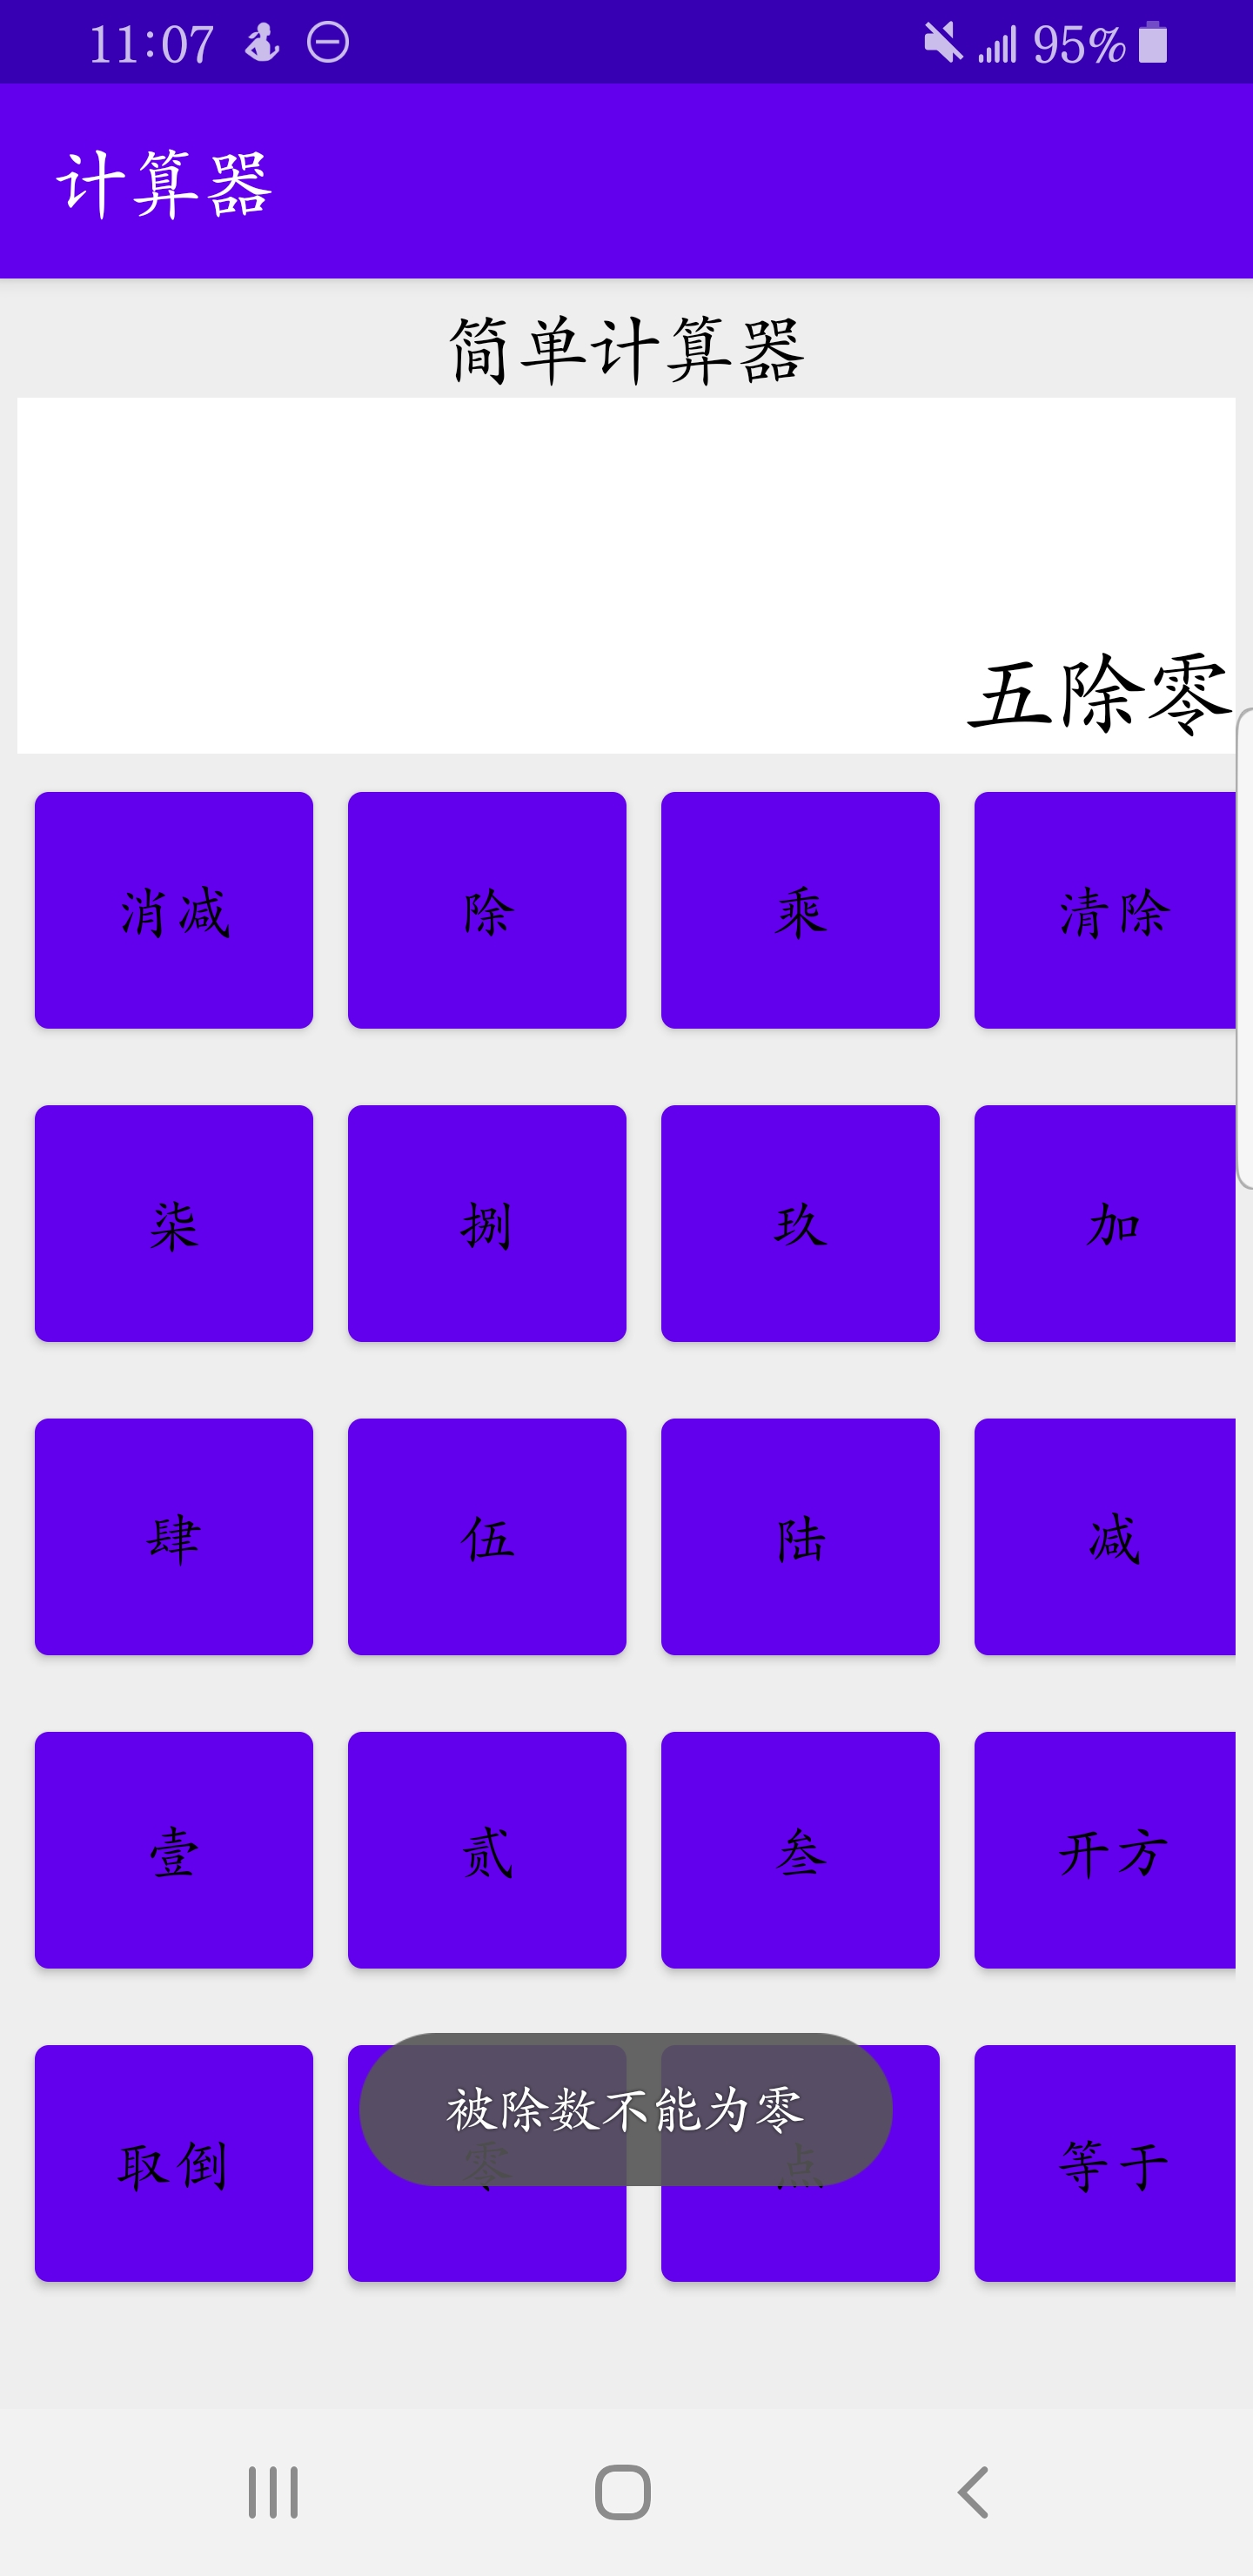 11:07 95%
计算器
简单计算器
五除零
消减 除 乘 清除
柒 捌 玖 加
肆 伍 陆 减
壹 贰 叁 开方
被除数不能为零
取倒 零 点 等于